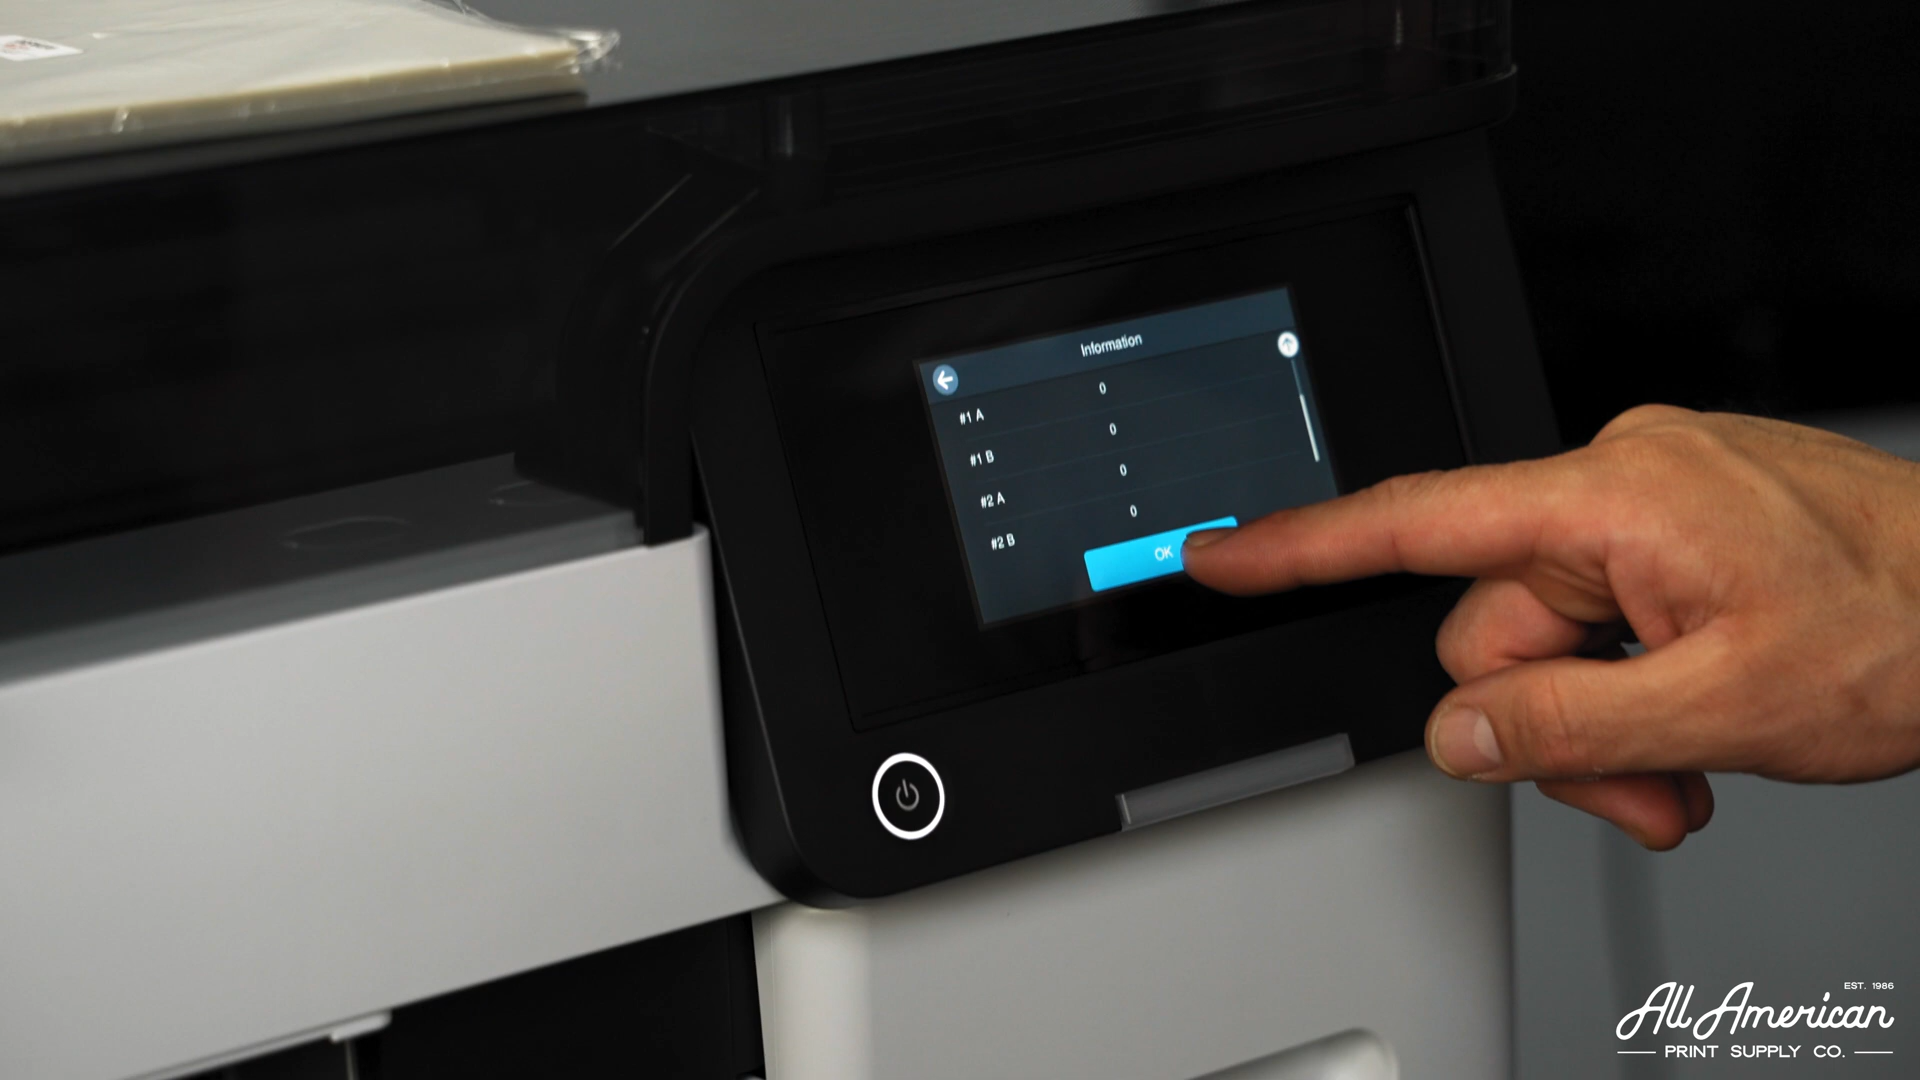 Information
#1 A 0
#1 B 0
#2 A 0
#2 B 0
OK
EST. 1986
All American
PRINT SUPPLY CO.